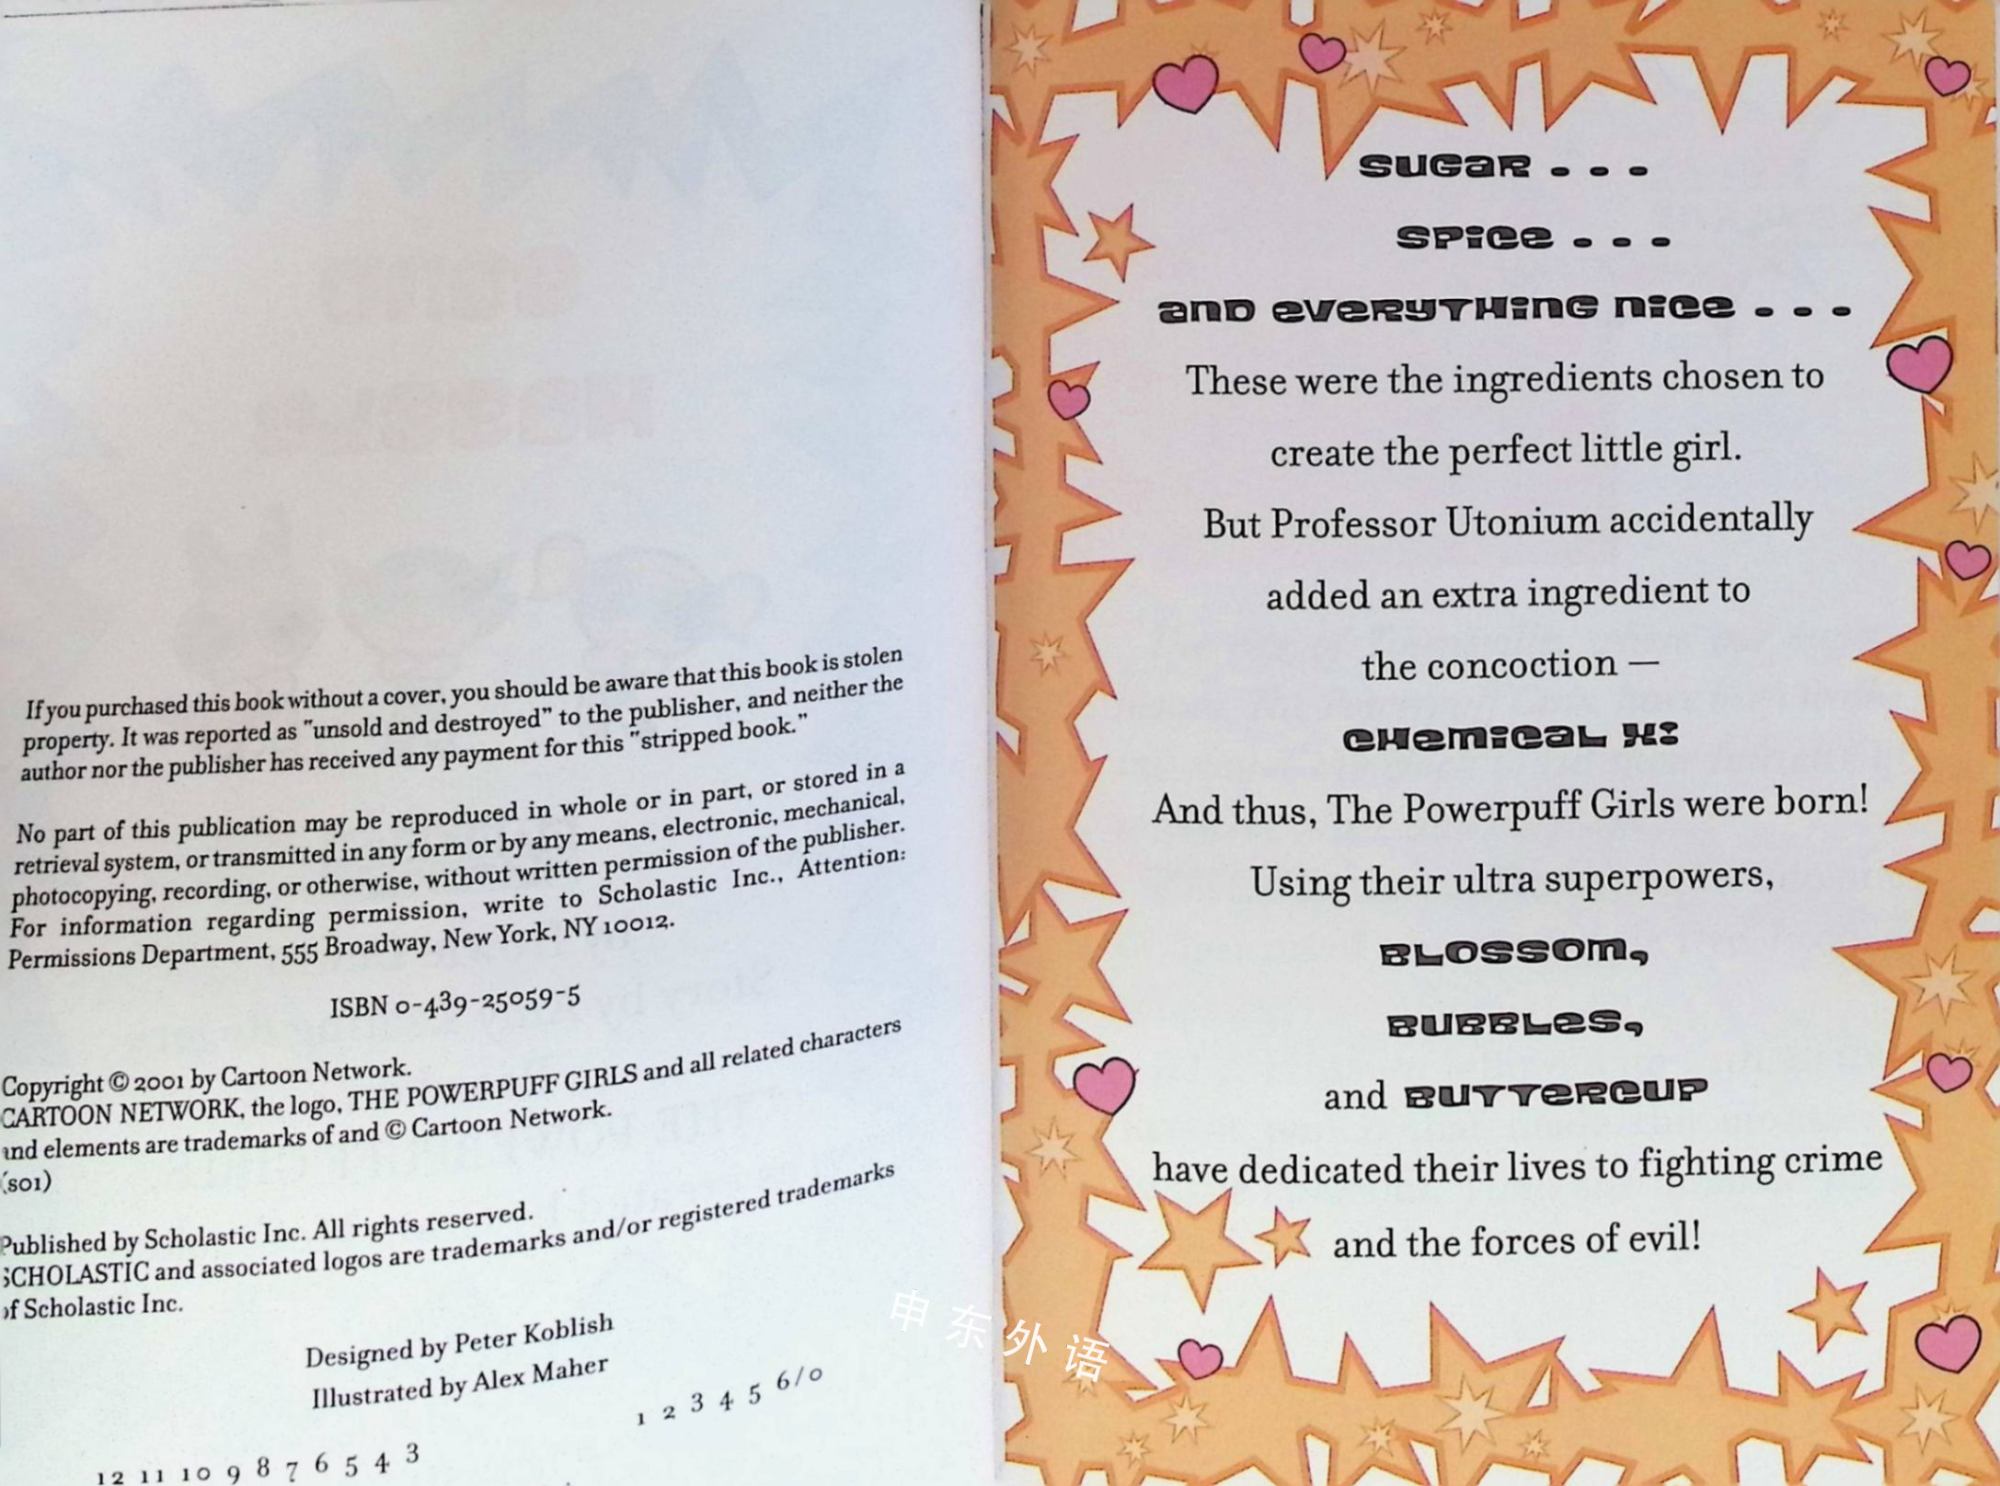 If you purchased this book without a cover, you should be aware that this book is stolen
property. It was reported as "unsold and destroyed" to the publisher, and neither the
author nor the publisher has received any payment for this "stripped book."
No part of this publication may be reproduced in whole or in part, or stored in a
retrieval system, or transmitted in any form or by any means, electronic, mechanical,
photocopying, recording, or otherwise, without written permission of the publisher.
For information regarding permission, write to Scholastic Inc., Attention:
Permissions Department, 555 Broadway, New York, NY 10012.
ISBN 0-439-25059-5
Copyright © 2001 by Cartoon Network.
CARTOON NETWORK, the logo, THE POWERPUFF GIRLS and all related characters
and elements are trademarks of and © Cartoon Network.
(s01)
Published by Scholastic Inc. All rights reserved.
SCHOLASTIC and associated logos are trademarks and/or registered trademarks
of Scholastic Inc.
Designed by Peter Koblish
Illustrated by Alex Maher
12 11 10 9 8 7 6 5 4 3
1 2 3 4 5 6/0
SUGAR . . .
SPICE . . .
AND EVERYTHING NICE . . .
These were the ingredients chosen to
create the perfect little girl.
But Professor Utonium accidentally
added an extra ingredient to
the concoction —
CHEMICAL X!
And thus, The Powerpuff Girls were born!
Using their ultra superpowers,
BLOSSOM,
BUBBLES,
and BUTTERCUP
have dedicated their lives to fighting crime
and the forces of evil!
申东外语